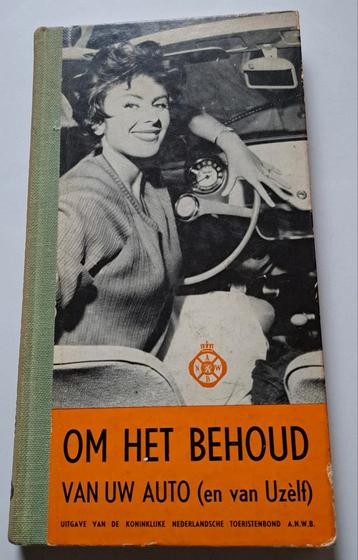 A
N W
B
OM HET BEHOUD
VAN UW AUTO (en van Uzèlf)
UITGAVE VAN DE KONINKLIJKE NEDERLANDSCHE TOERISTENBOND A.N.W.B.